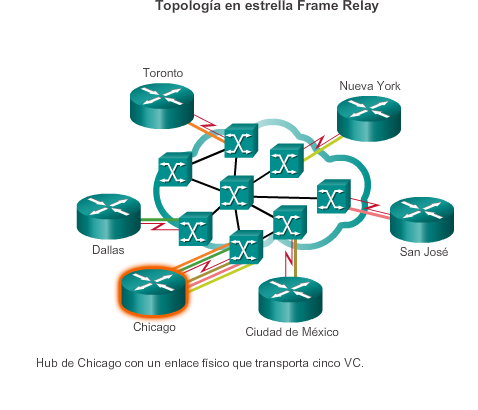 Topología en estrella Frame Relay
Toronto
Nueva York
Dallas
San José
Chicago
Ciudad de México
Hub de Chicago con un enlace físico que transporta cinco VC.